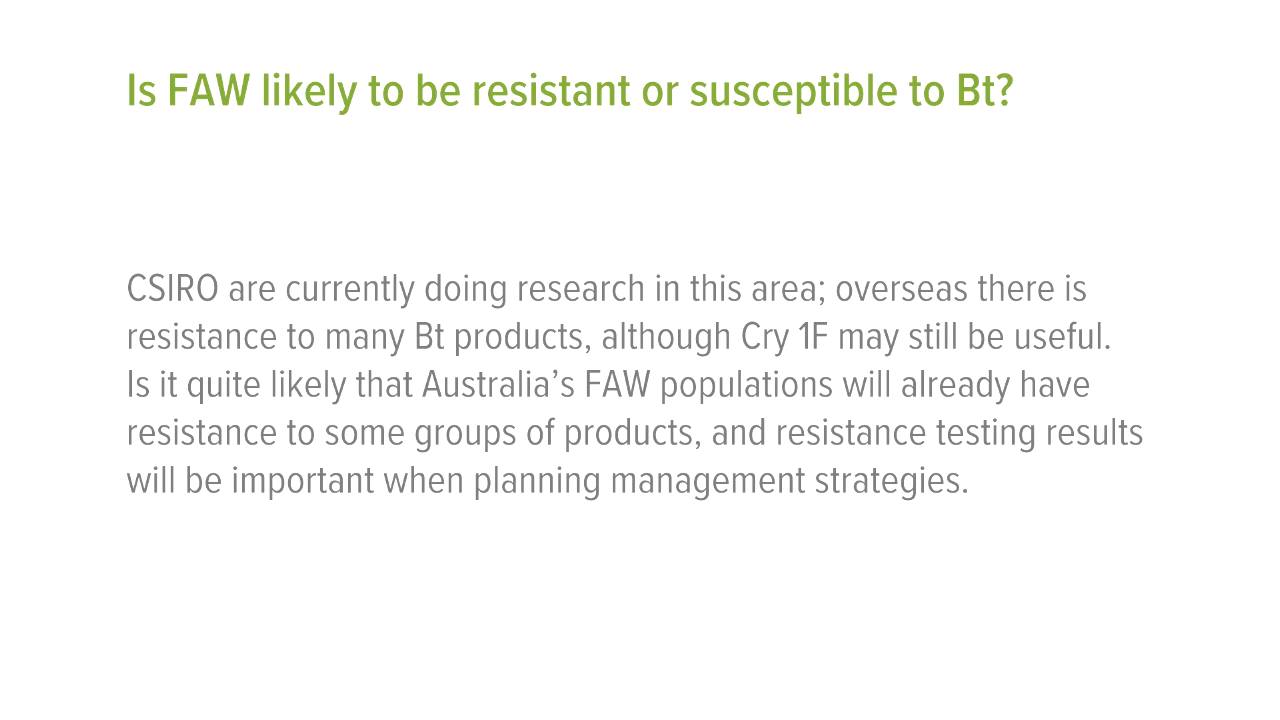 Is FAW likely to be resistant or susceptible to Bt?
CSIRO are currently doing research in this area; overseas there is
resistance to many Bt products, although Cry 1F may still be useful.
Is it quite likely that Australia’s FAW populations will already have
resistance to some groups of products, and resistance testing results
will be important when planning management strategies.